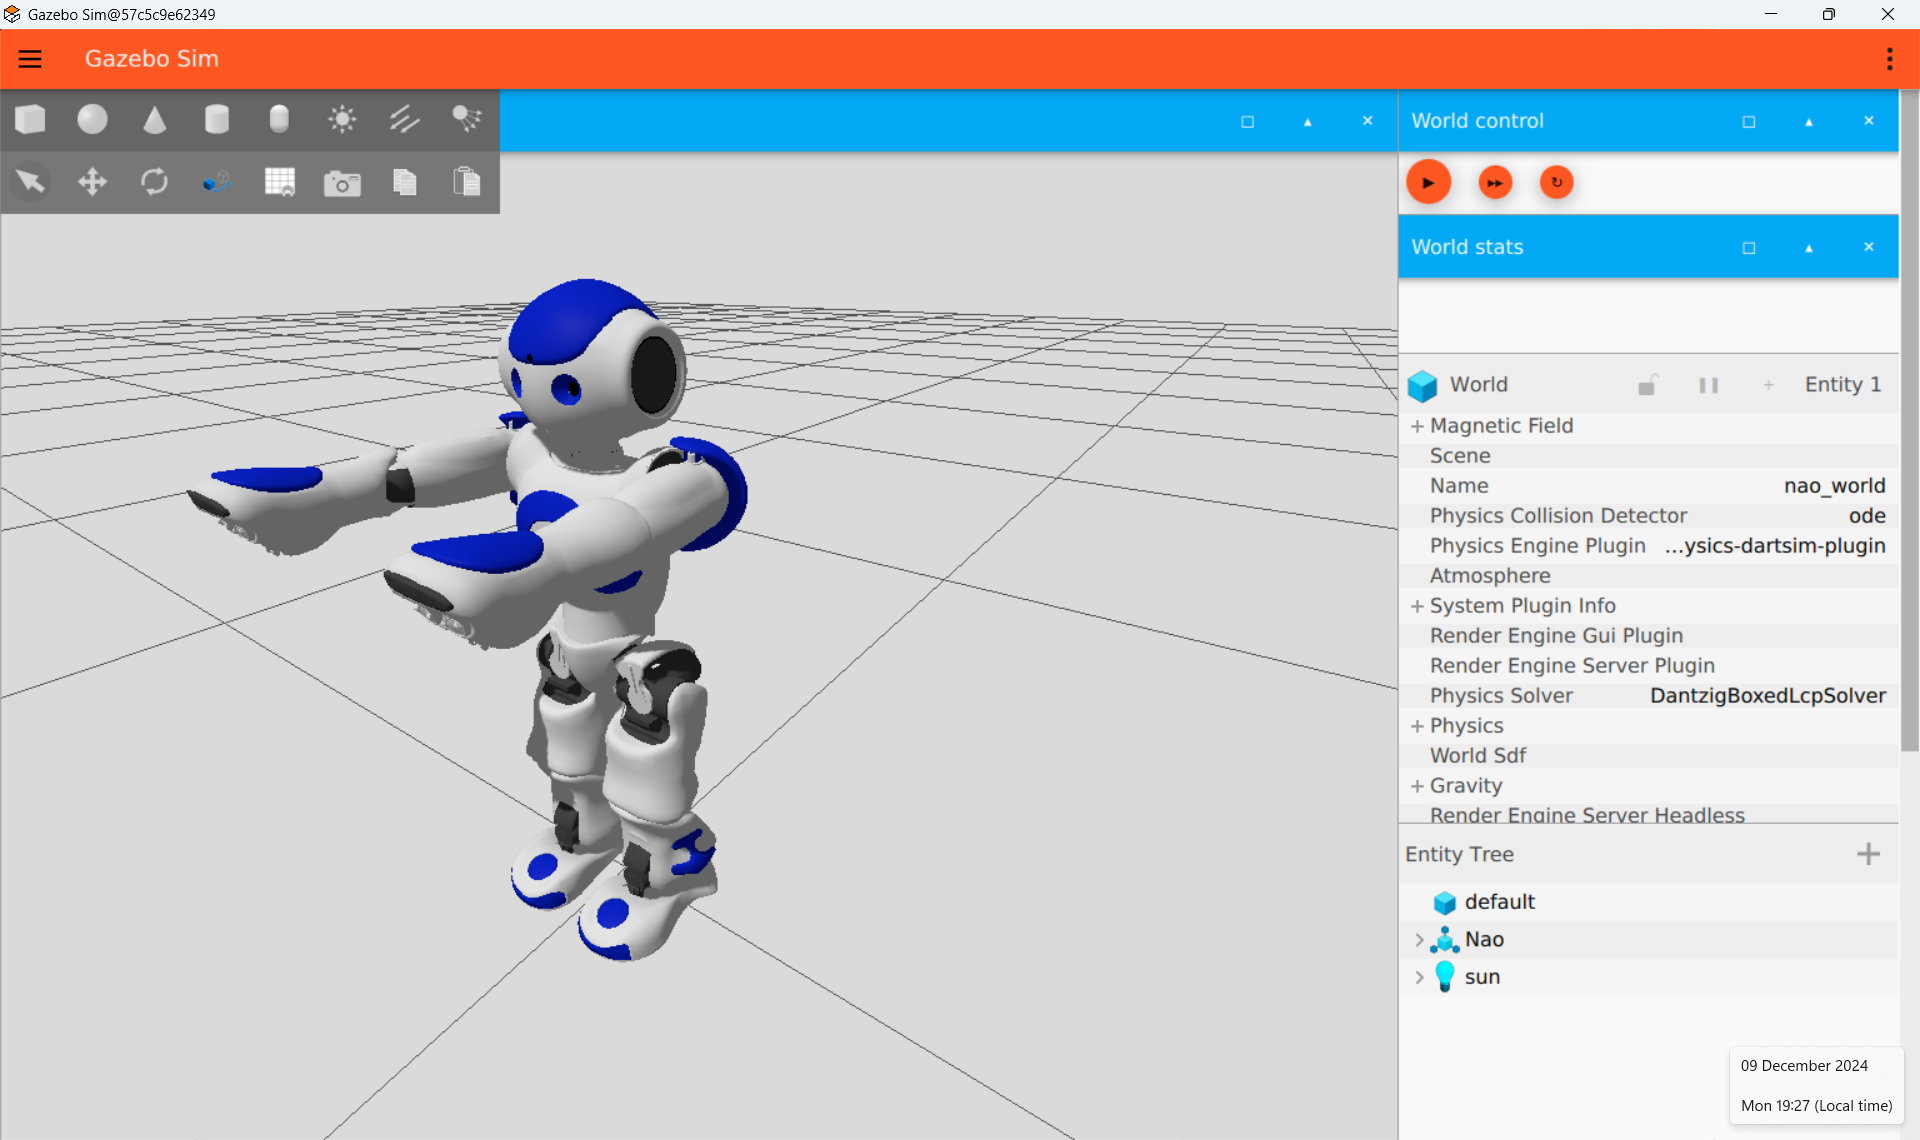 Gazebo Sim@57c5c9e62349
Gazebo Sim
World control
World stats
World Entity 1
Magnetic Field
Scene
Name nao_world
Physics Collision Detector ode
Physics Engine Plugin ...ysics-dartsim-plugin
Atmosphere
System Plugin Info
Render Engine Gui Plugin
Render Engine Server Plugin
Physics Solver DantzigBoxedLcpSolver
Physics
World Sdf
Gravity
Render Engine Server Headless
Entity Tree
default
Nao
sun
09 December 2024
Mon 19:27 (Local time)